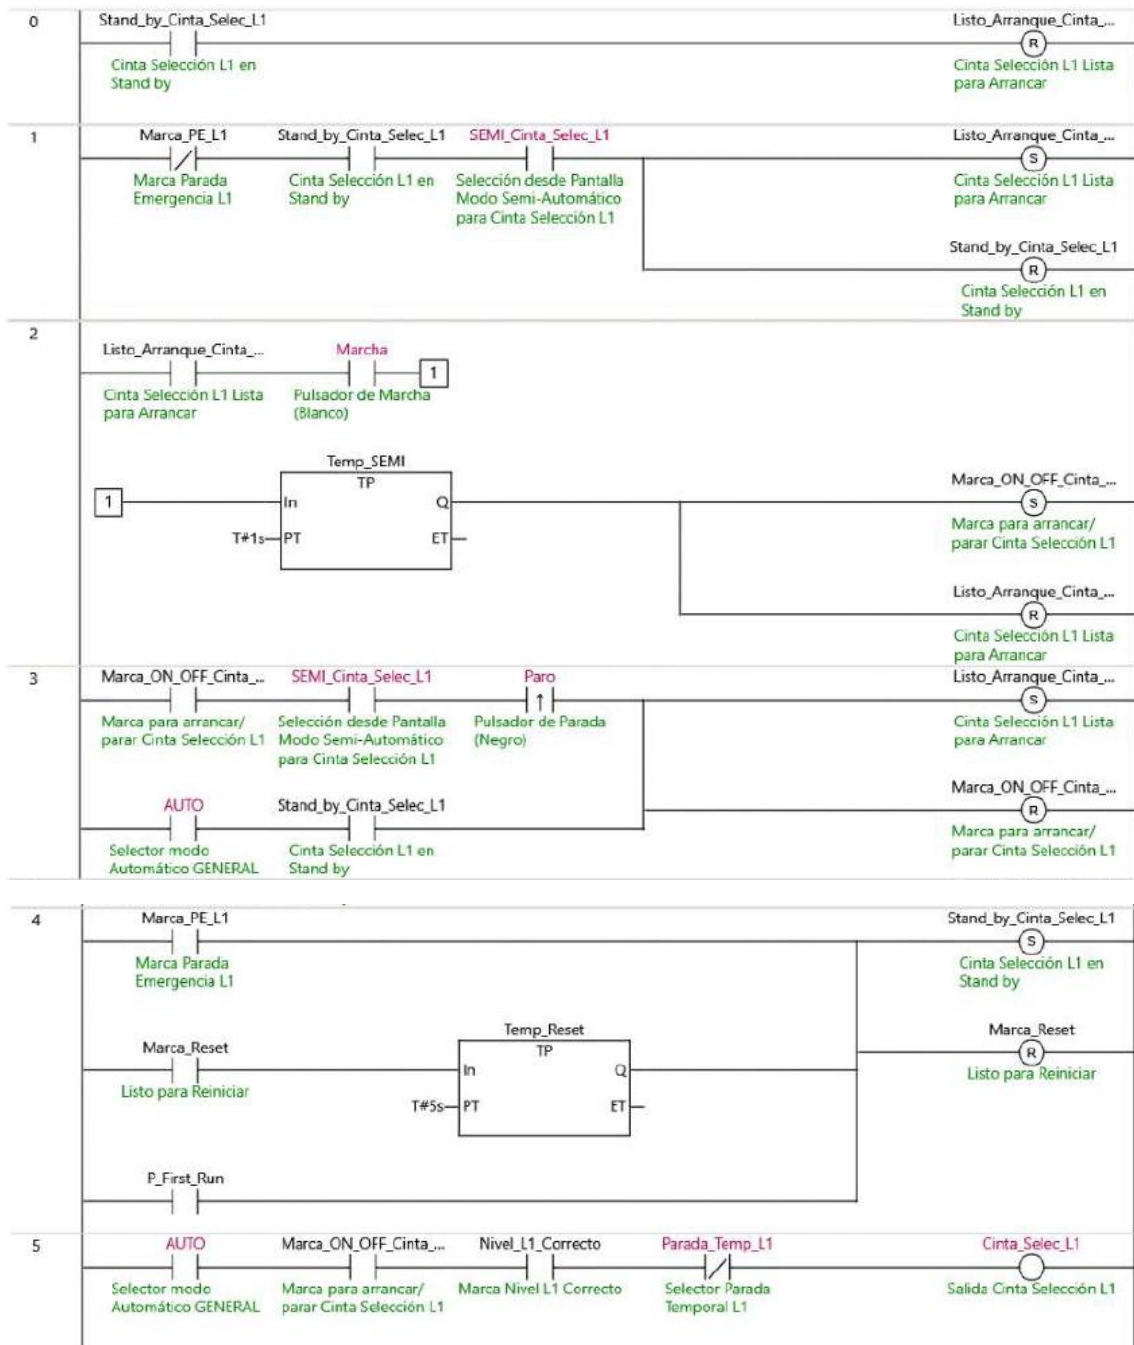 0
Stand_by_Cinta_Selec_L1
Listo_Arranque_Cinta_...
R
Cinta Selección L1 en
Stand by
Cinta Selección L1 Lista
para Arrancar
1
Marca_PE_L1
Stand_by_Cinta_Selec_L1
SEMI_Cinta_Selec_L1
Listo_Arranque_Cinta_...
S
Marca Parada
Emergencia L1
Cinta Selección L1 en
Stand by
Selección desde Pantalla
Modo Semi-Automático
para Cinta Selección L1
Cinta Selección L1 Lista
para Arrancar
Stand_by_Cinta_Selec_L1
R
Cinta Selección L1 en
Stand by
2
Listo_Arranque_Cinta_...
Marcha
1
Cinta Selección L1 Lista
para Arrancar
Pulsador de Marcha
(Blanco)
Temp_SEMI
TP
1
In
Q
T#1s
PT
ET
Marca_ON_OFF_Cinta_...
S
Marca para arrancar/
parar Cinta Selección L1
Listo_Arranque_Cinta_...
R
Cinta Selección L1 Lista
para Arrancar
3
Marca_ON_OFF_Cinta_...
SEMI_Cinta_Selec_L1
Paro
Listo_Arranque_Cinta_...
↑
S
Marca para arrancar/
parar Cinta Selección L1
Selección desde Pantalla
Modo Semi-Automático
para Cinta Selección L1
Pulsador de Parada
(Negro)
Cinta Selección L1 Lista
para Arrancar
AUTO
Stand_by_Cinta_Selec_L1
Marca_ON_OFF_Cinta_...
R
Selector modo
Automático GENERAL
Cinta Selección L1 en
Stand by
Marca para arrancar/
parar Cinta Selección L1
4
Marca_PE_L1
Stand_by_Cinta_Selec_L1
S
Marca Parada
Emergencia L1
Cinta Selección L1 en
Stand by
Marca_Reset
Temp_Reset
TP
Marca_Reset
R
Listo para Reiniciar
In
Q
T#5s
PT
ET
Listo para Reiniciar
P_First_Run
5
AUTO
Marca_ON_OFF_Cinta_...
Nivel_L1_Correcto
Parada_Temp_L1
Cinta_Selec_L1
Selector modo
Automático GENERAL
Marca para arrancar/
parar Cinta Selección L1
Marca Nivel L1 Correcto
Selector Parada
Temporal L1
Salida Cinta Selección L1